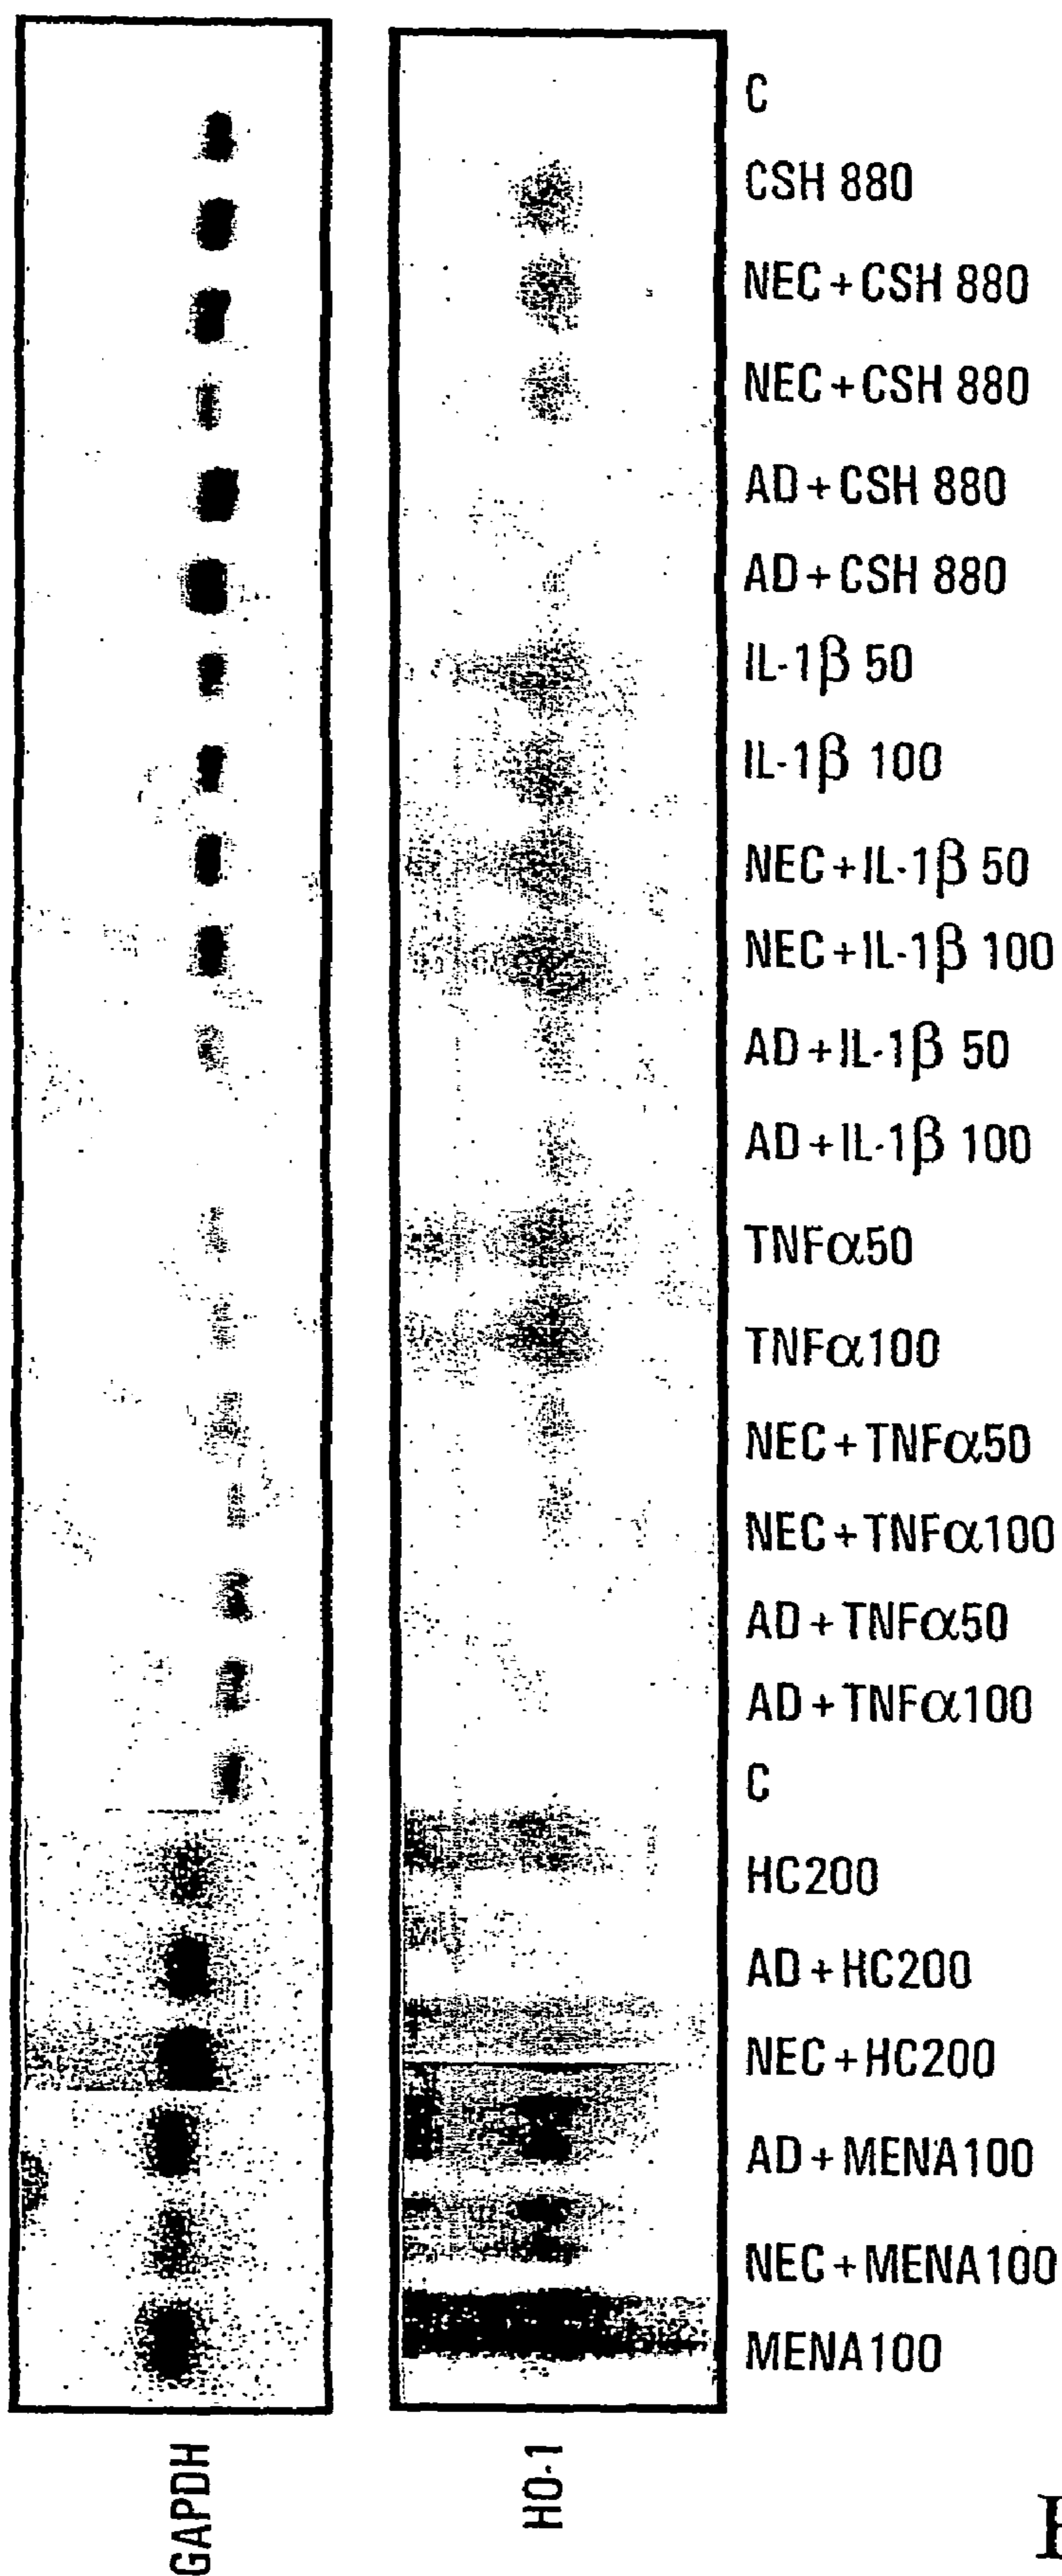 C
CSH 880
NEC + CSH 880
NEC + CSH 880
AD + CSH 880
AD + CSH 880
IL-1β 50
IL-1β 100
NEC + IL-1β 50
NEC + IL-1β 100
AD + IL-1β 50
AD + IL-1β 100
TNFα50
TNFα100
NEC + TNFα50
NEC + TNFα100
AD + TNFα50
AD + TNFα100
C
HC200
AD + HC200
NEC + HC200
AD + MENA100
NEC + MENA100
MENA100
GAPDH
HO-1